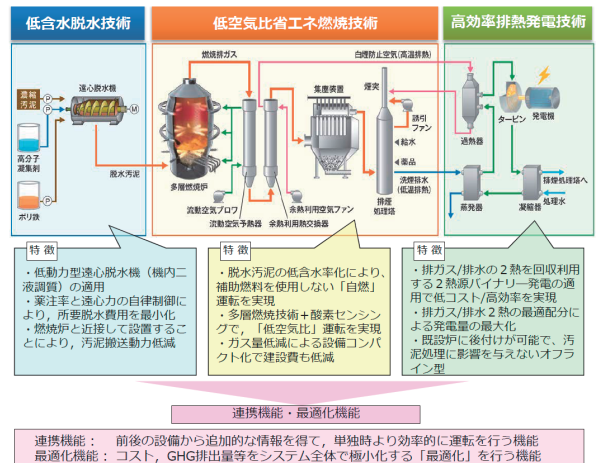 低含水脱水技術
低空気比省エネ燃焼技術
高効率排熱発電技術
濃縮
汚泥
P
遠心脱水機
M
P
高分子
凝集剤
P
ポリ鉄
脱水汚泥
燃焼排ガス
多層燃焼炉
流動空気ブロワ
流動空気予熱器
余熱利用空気ファン
余熱利用熱交換器
集塵装置
白煙防止空気(高温排熱)
煙突
誘引
ファン
給水
薬品
洗煙排水
(低温排熱)
排煙
処理塔
過熱器
タービン
発電機
蒸発器
凝縮器
排煙処理塔へ
処理水
特 徴
・低動力型遠心脱水機（機内二
液調質）の適用
・薬注率と遠心力の自律制御に
より，所要脱水費用を最小化
・燃焼炉と近接して設置するこ
とにより，汚泥搬送動力低減
特 徴
・脱水汚泥の低含水率化により、
補助燃料を使用しない「自燃」
運転を実現
・多層燃焼技術＋酸素センシ
ングで，「低空気比」運転を実現
・ガス量低減による設備コンパ
クト化で建設費も低減
特 徴
・排ガス/排水の２熱を回収利用
する２熱源バイナリー発電の適
用で低コスト/高効率を実現
・排ガス/排水２熱の最適配分に
よる発電量の最大化
・既設炉に後付けが可能で、汚
泥処理に影響を与えないオフラ
イン型
連携機能・最適化機能
連携機能： 前後の設備から追加的な情報を得て，単独時より効率的に運転を行う機能
最適化機能： コスト，GHG排出量等をシステム全体で極小化する「最適化」を行う機能